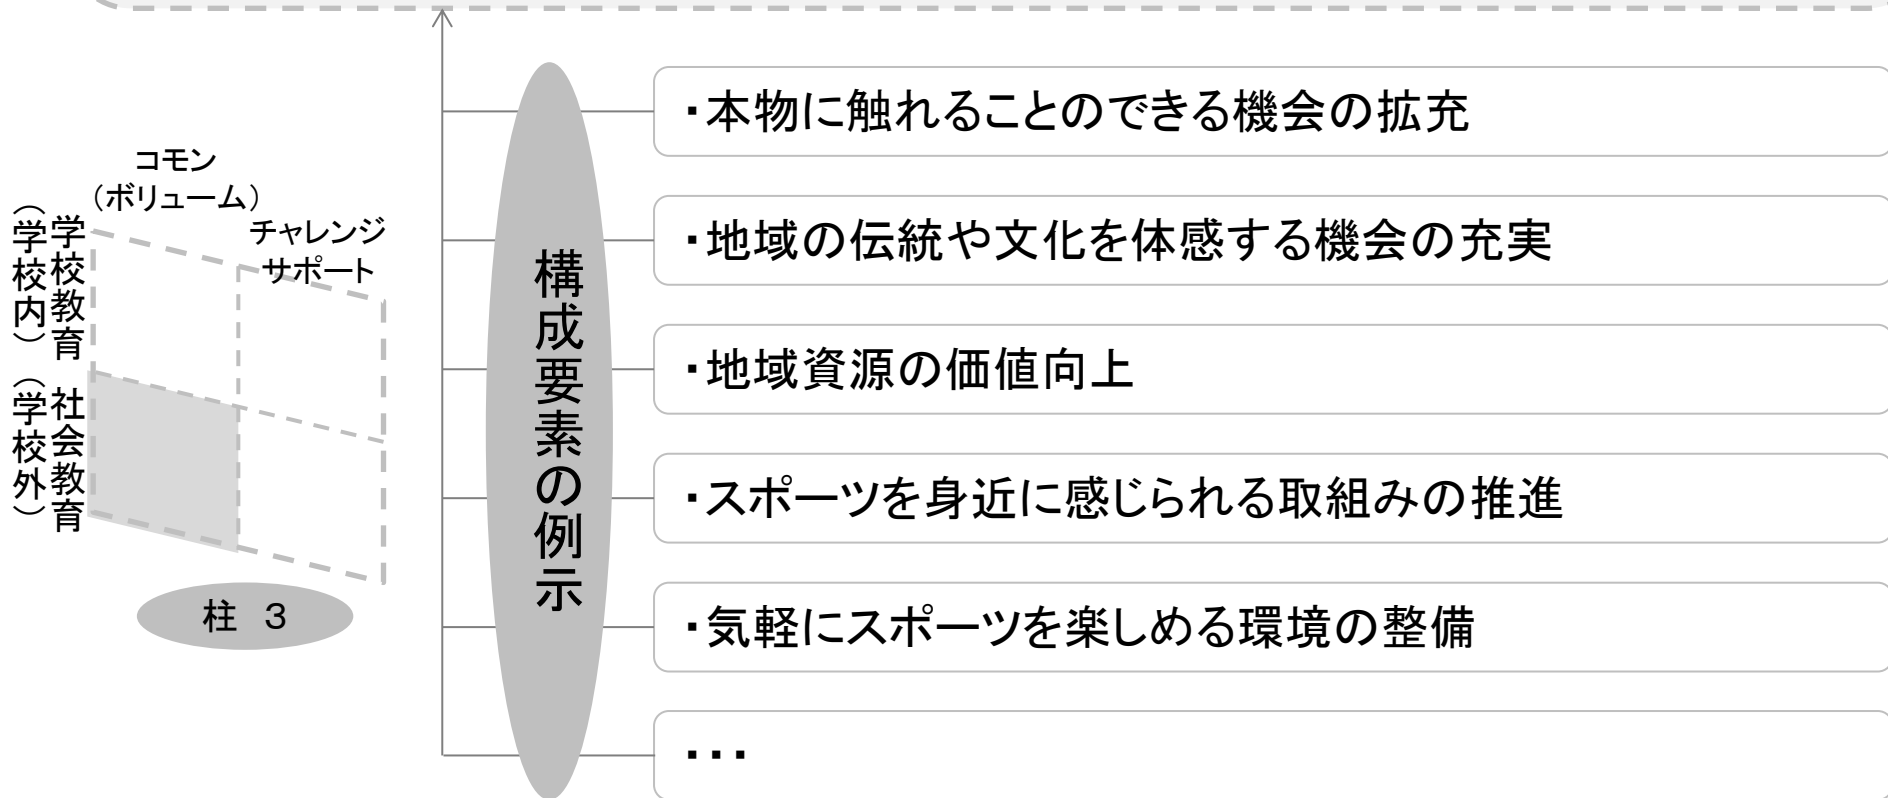 コモン
（ボリューム）
チャレンジ
サポート
学校教育
（学校内）
社会教育
（学校外）
柱　3
構成要素の例示
・本物に触れることのできる機会の拡充
・地域の伝統や文化を体感する機会の充実
・地域資源の価値向上
・スポーツを身近に感じられる取組みの推進
・気軽にスポーツを楽しめる環境の整備
・・・